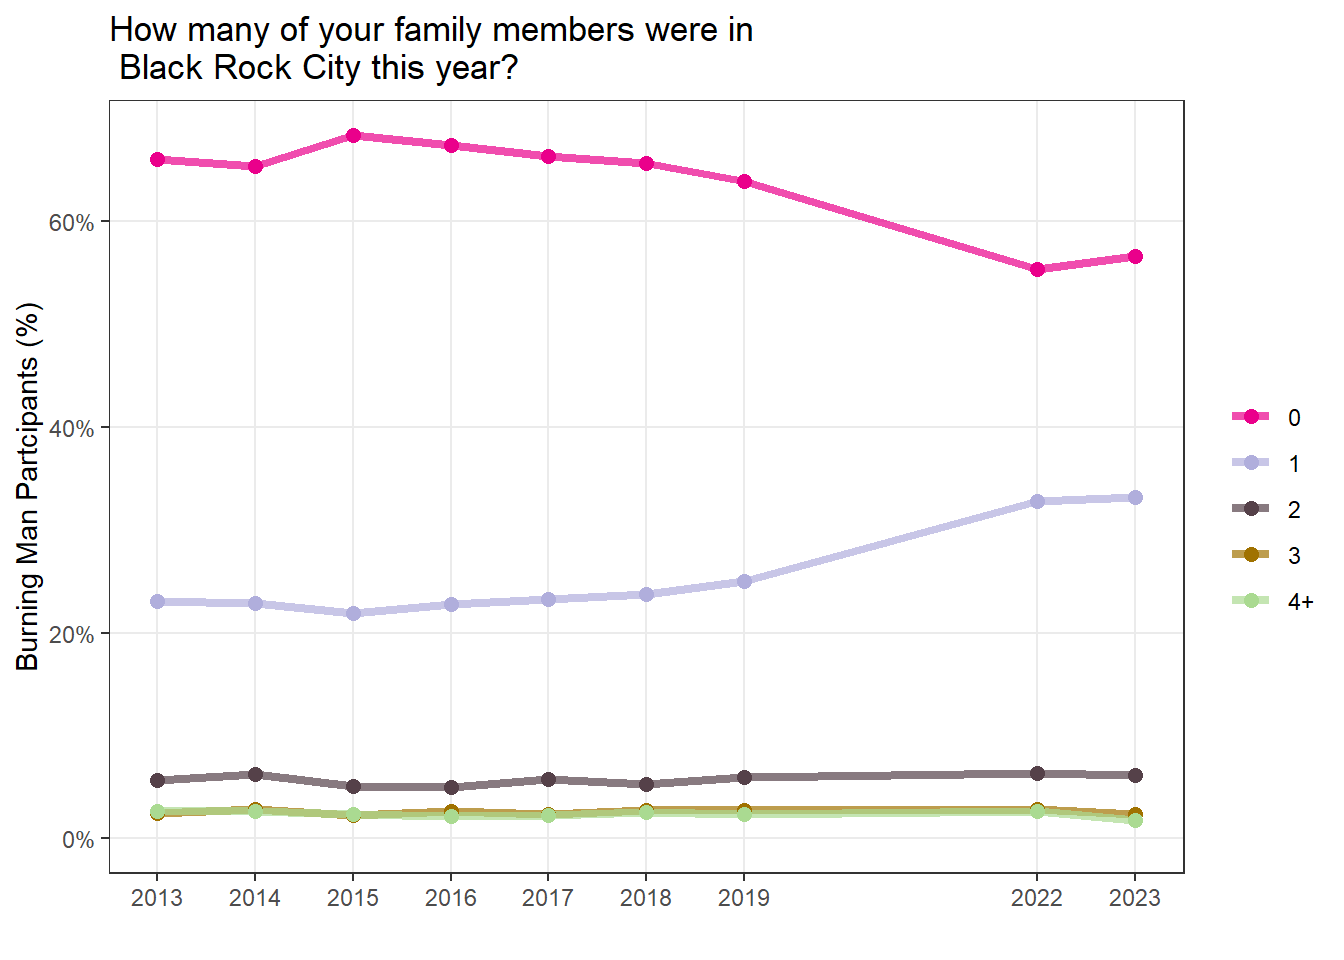 How many of your family members were in
Black Rock City this year?
Burning Man Partcipants (%)
60%
40%
20%
0%
2013 2014 2015 2016 2017 2018 2019 2022 2023
0
1
2
3
4+